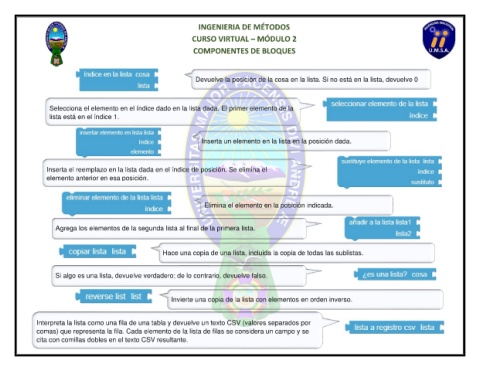 INGENIERIA DE MÉTODOS
CURSO VIRTUAL – MÓDULO 2
COMPONENTES DE BLOQUES
U.M.S.A.
índice en la lista cosa
lista
Devuelve la posición de la cosa en la lista. Si no está en la lista, devuelve 0
Selecciona el elemento en el índice dado en la lista dada. El primer elemento de la
lista está en el índice 1.
seleccionar elemento de la lista
índice
insertar elemento en lista lista
índice
elemento
Inserta un elemento en la lista en la posición dada.
Inserta el reemplazo en la lista dada en el índice de posición. Se elimina el
elemento anterior en esa posición.
sustituye elemento de la lista lista
índice
sustituto
eliminar elemento de la lista lista
índice
Elimina el elemento en la posición indicada.
Agrega los elementos de la segunda lista al final de la primera lista.
añadir a la lista lista1
lista2
copiar lista lista
Hace una copia de una lista, incluida la copia de todas las sublistas.
Si algo es una lista, devuelve verdadero; de lo contrario, devuelve falso.
¿es una lista? cosa
reverse list list
Invierte una copia de la lista con elementos en orden inverso.
Interpreta la lista como una fila de una tabla y devuelve un texto CSV (valores separados por
comas) que representa la fila. Cada elemento de la lista de filas se considera un campo y se
cita con comillas dobles en el texto CSV resultante.
lista a registro csv lista